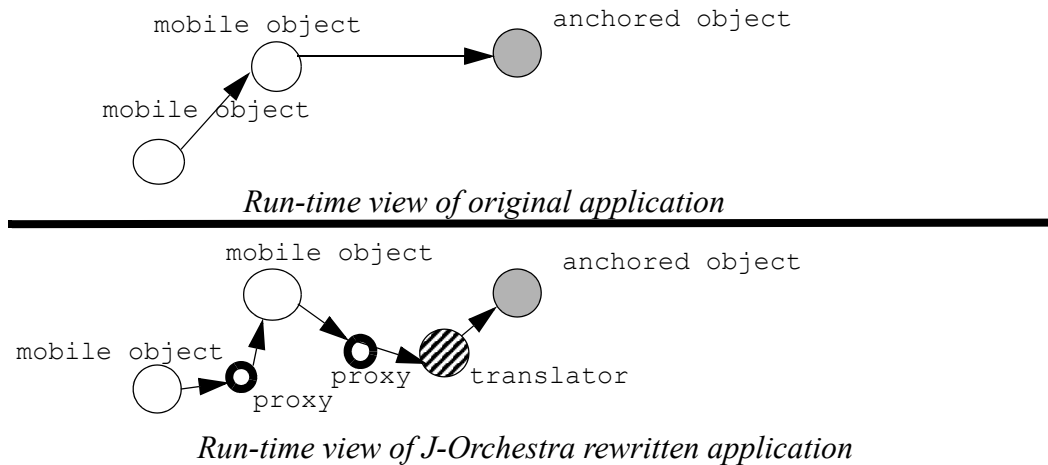 mobile object
anchored object
mobile object
Run-time view of original application
mobile object
anchored object
mobile object
proxy
translator
proxy
Run-time view of J-Orchestra rewritten application